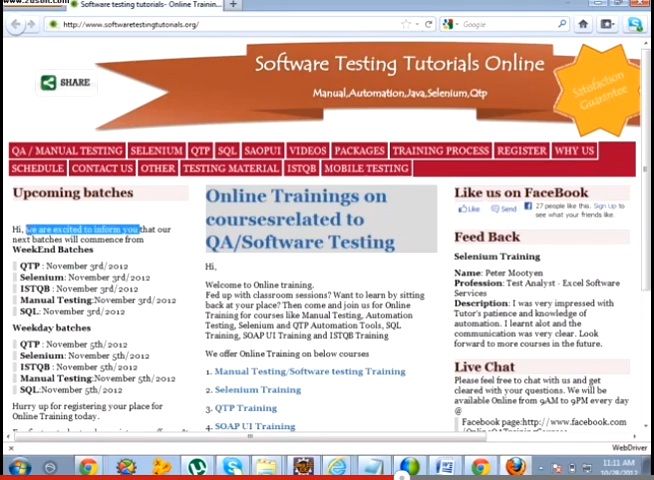 Software testing tutorials- Online Trainin...
http://www.softwaretestingtutorials.org/
Google
SHARE
Software Testing Tutorials Online
Manual,Automation,Java,Selenium,Qtp
Satisfaction
Guarantee
QA / MANUAL TESTING SELENIUM QTP SQL SAOPUI VIDEOS PACKAGES TRAINING PROCESS REGISTER WHY US
SCHEDULE CONTACT US OTHER TESTING MATERIAL ISTQB MOBILE TESTING
Upcoming batches
Hi, we are excited to inform you that our
next batches will commence from
WeekEnd Batches
QTP : November 3rd/2012
Selenium: November 3rd/2012
ISTQB : November 3rd/2012
Manual Testing:November 3rd/2012
SQL: November 3rd/2012
Weekday batches
QTP : November 5th/2012
Selenium: November 5th/2012
ISTQB : November 5th/2012
Manual Testing:November 5th/2012
SQL:November 5th/2012
Hurry up for registering your place for
Online Training today.
Online Trainings on
coursesrelated to
QA/Software Testing
Hi,
Welcome to Online training.
Fed up with classroom sessions? Want to learn by sitting
back at your place? Then come and join us for Online
Training for courses like Manual Testing, Automation
Testing, Selenium and QTP Automation Tools, SQL
Training, SOAP UI Training and ISTQB Training
We offer Online Training on below courses
1. Manual Testing/Software testing Training
2. Selenium Training
3. QTP Training
4. SOAP UI Training
Like us on FaceBook
Like Send 27 people like this. Sign Up to
see what your friends like.
Feed Back
Selenium Training
Name: Peter Mootyen
Profession: Test Analyst - Excel Software
Services
Description: I was very impressed with
Tutor's patience and knowledge of
automation. I learnt alot and the
communication was very clear. Look
forward to more courses in the future.
Live Chat
Please feel free to chat with us and get
cleared with your questions. We will be
available Online from 9AM to 9PM every day
@
Facebook page:http://www.facebook.com
WebDriver
11:11 AM
10/28/2012